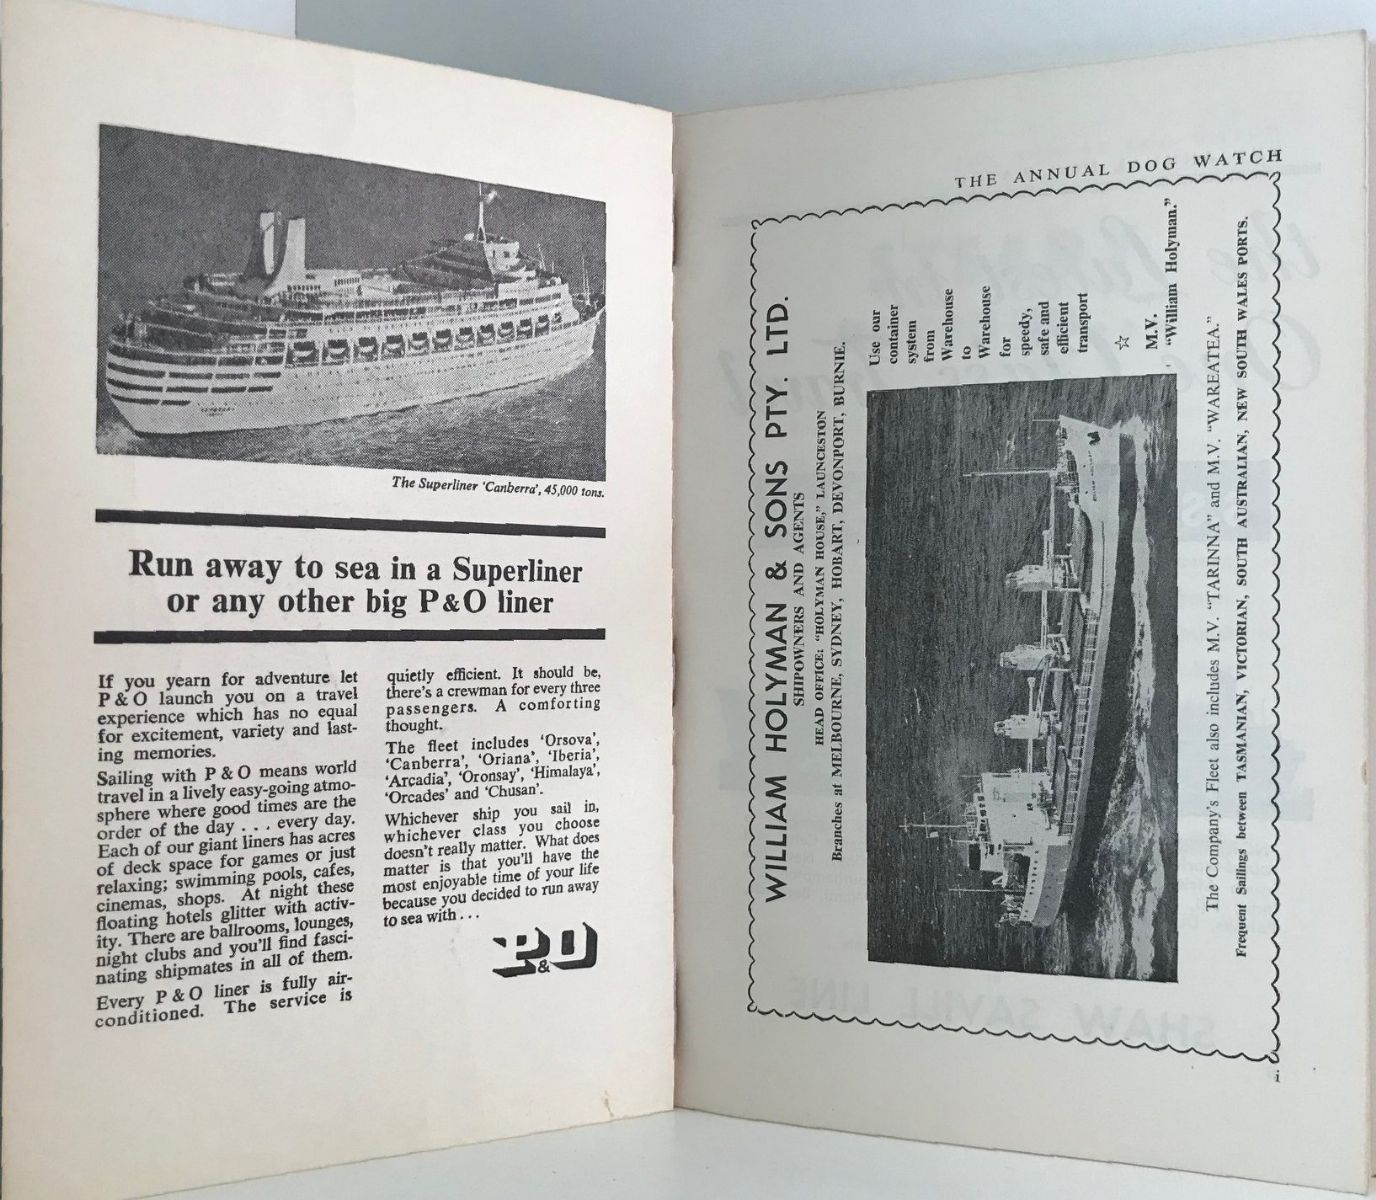 The Superliner 'Canberra', 45,000 tons.
Run away to sea in a Superliner
or any other big P&O liner
If you yearn for adventure let
P & O launch you on a travel
experience which has no equal
for excitement, variety and last-
ing memories.
Sailing with P & O means world
travel in a lively easy-going atmo-
sphere where good times are the
order of the day . . . every day.
Each of our giant liners has acres
of deck space for games or just
relaxing; swimming pools, cafes,
cinemas, shops. At night these
floating hotels glitter with activ-
ity. There are ballrooms, lounges,
night clubs and you'll find fasci-
nating shipmates in all of them.
Every P & O liner is fully air-
conditioned. The service is
quietly efficient. It should be,
there's a crewman for every three
passengers. A comforting
thought.
The fleet includes 'Orsova',
'Canberra', 'Oriana', 'Iberia',
'Arcadia', 'Oronsay', 'Himalaya',
'Orcades' and 'Chusan'.
Whichever ship you sail in,
whichever class you choose
doesn't really matter. What does
matter is that you'll have the
most enjoyable time of your life
because you decided to run away
to sea with . . .
P&O
THE ANNUAL DOG WATCH
WILLIAM HOLYMAN & SONS PTY. LTD.
SHIPOWNERS AND AGENTS
HEAD OFFICE: "HOLYMAN HOUSE," LAUNCESTON
Branches at MELBOURNE, SYDNEY, HOBART, DEVONPORT, BURNIE.
Use our
container
system
from
Warehouse
to
Warehouse
for
speedy,
safe and
efficient
transport
☆
M.V.
"William Holyman."
The Company's Fleet also includes M.V. "TARINNA" and M.V. "WAREATEA."
Frequent Sailings between TASMANIAN, VICTORIAN, SOUTH AUSTRALIAN, NEW SOUTH WALES PORTS.